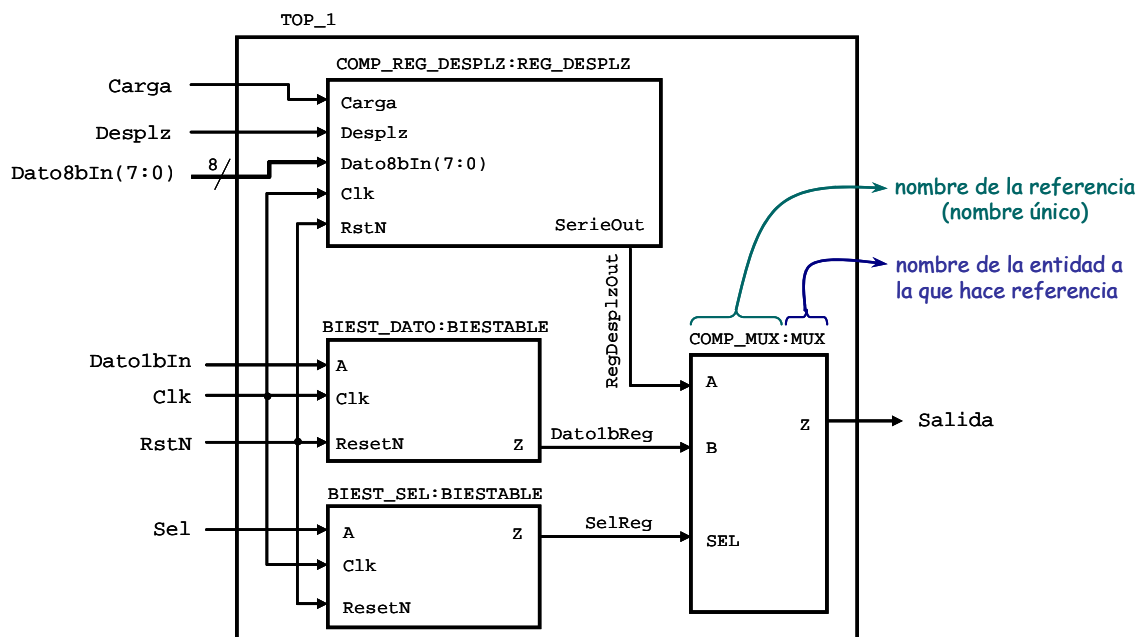 TOP_1
COMP_REG_DESPLZ:REG_DESPLZ
Carga
Carga
Desplz
Desplz
8
Dato8bIn(7:0)
Dato8bIn(7:0)
Clk
RstN
SerieOut
nombre de la referencia
(nombre único)
nombre de la entidad a
la que hace referencia
RegDesplzOut
BIEST_DATO:BIESTABLE
COMP_MUX:MUX
Dato1bIn
A
Clk
Clk
RstN
ResetN
Z
Dato1bReg
A
B
Z
Salida
SEL
BIEST_SEL:BIESTABLE
Sel
A
Z
SelReg
Clk
ResetN